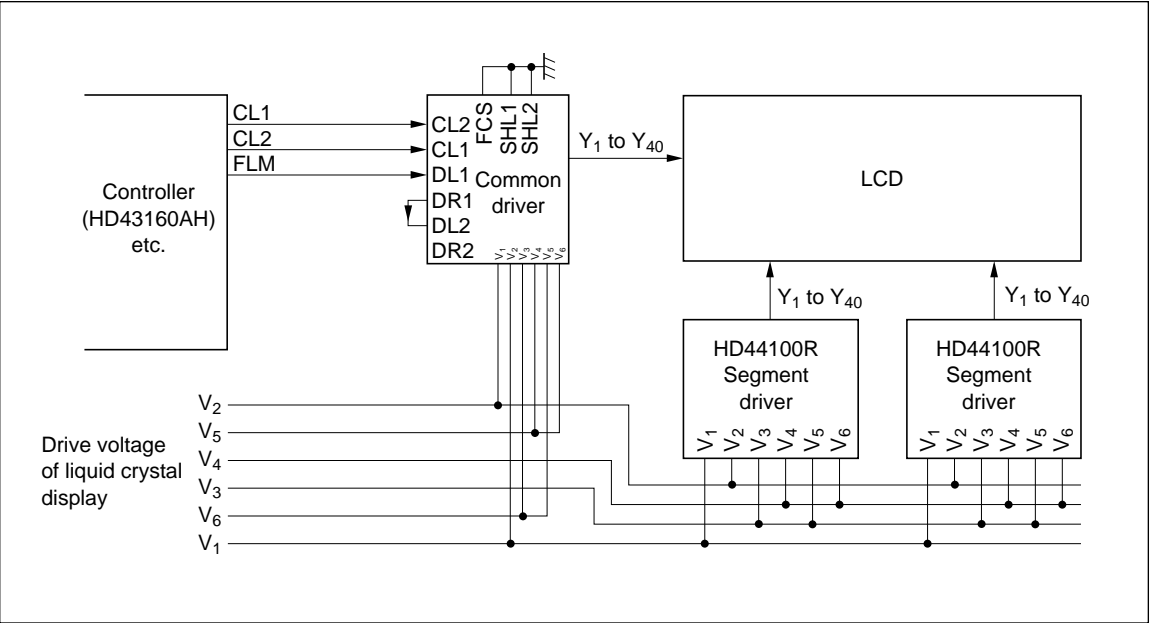 CL1
CL2
FLM
Controller
(HD43160AH)
etc.
FCS
SHL1
SHL2
CL2
CL1
DL1
DR1
DL2
DR2
Common
driver
V1 V2 V3 V4 V5 V6
Y1 to Y40
LCD
Y1 to Y40
Y1 to Y40
HD44100R
Segment
driver
V1 V2 V3 V4 V5 V6
HD44100R
Segment
driver
V1 V2 V3 V4 V5 V6
Drive voltage
of liquid crystal
display
V2
V5
V4
V3
V6
V1